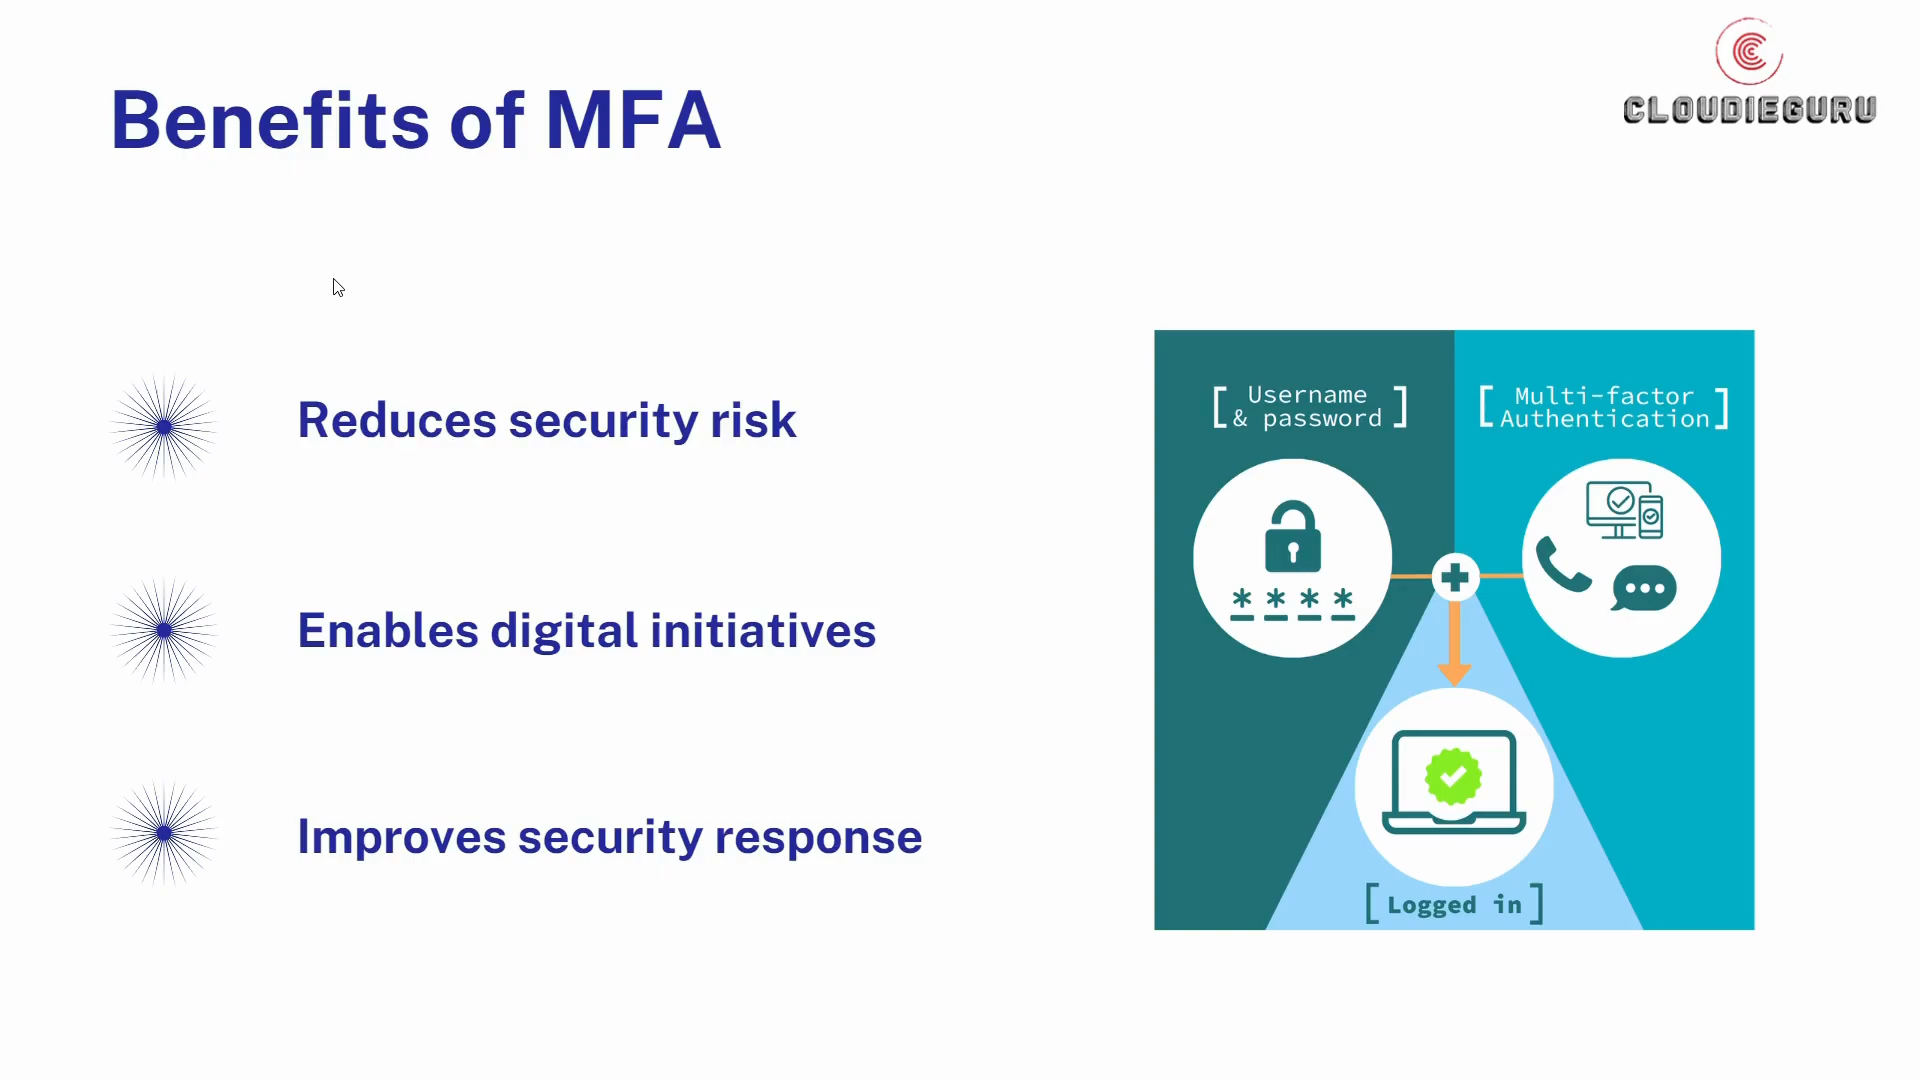 Benefits of MFA
CLOUDIEGURU
Reduces security risk
Enables digital initiatives
Improves security response
[ Username
& password ]
[ Multi-factor
Authentication ]
* * * *
[ Logged in ]